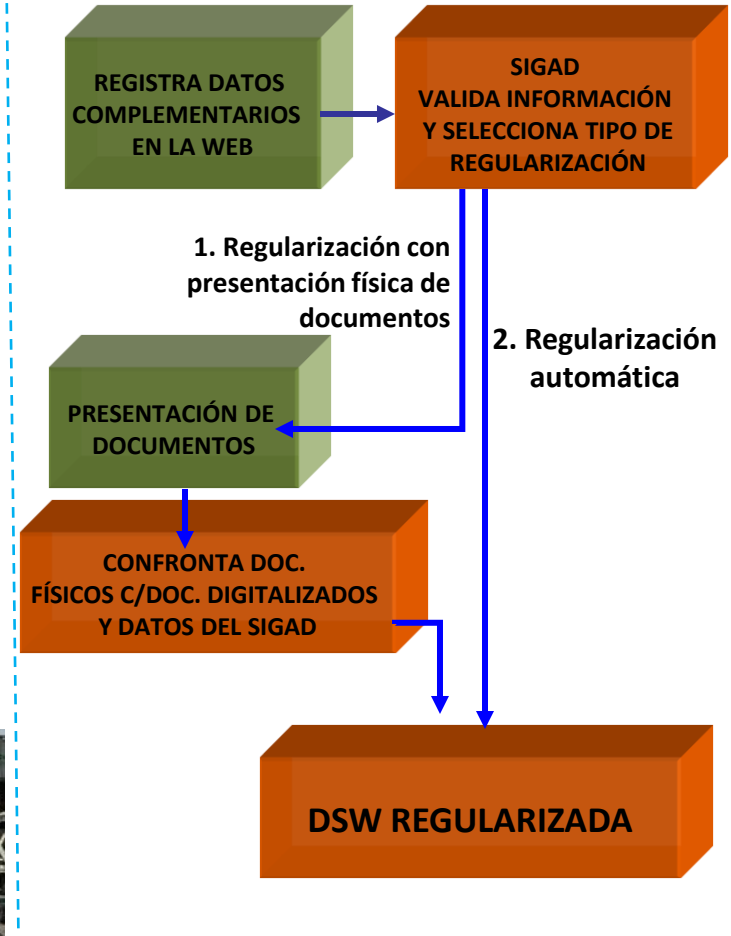 REGISTRA DATOS
COMPLEMENTARIOS
EN LA WEB
SIGAD
VALIDA INFORMACIÓN
Y SELECCIONA TIPO DE
REGULARIZACIÓN
1. Regularización con
presentación física de
documentos
2. Regularización
automática
PRESENTACIÓN DE
DOCUMENTOS
CONFRONTA DOC.
FÍSICOS C/DOC. DIGITALIZADOS
Y DATOS DEL SIGAD
DSW REGULARIZADA